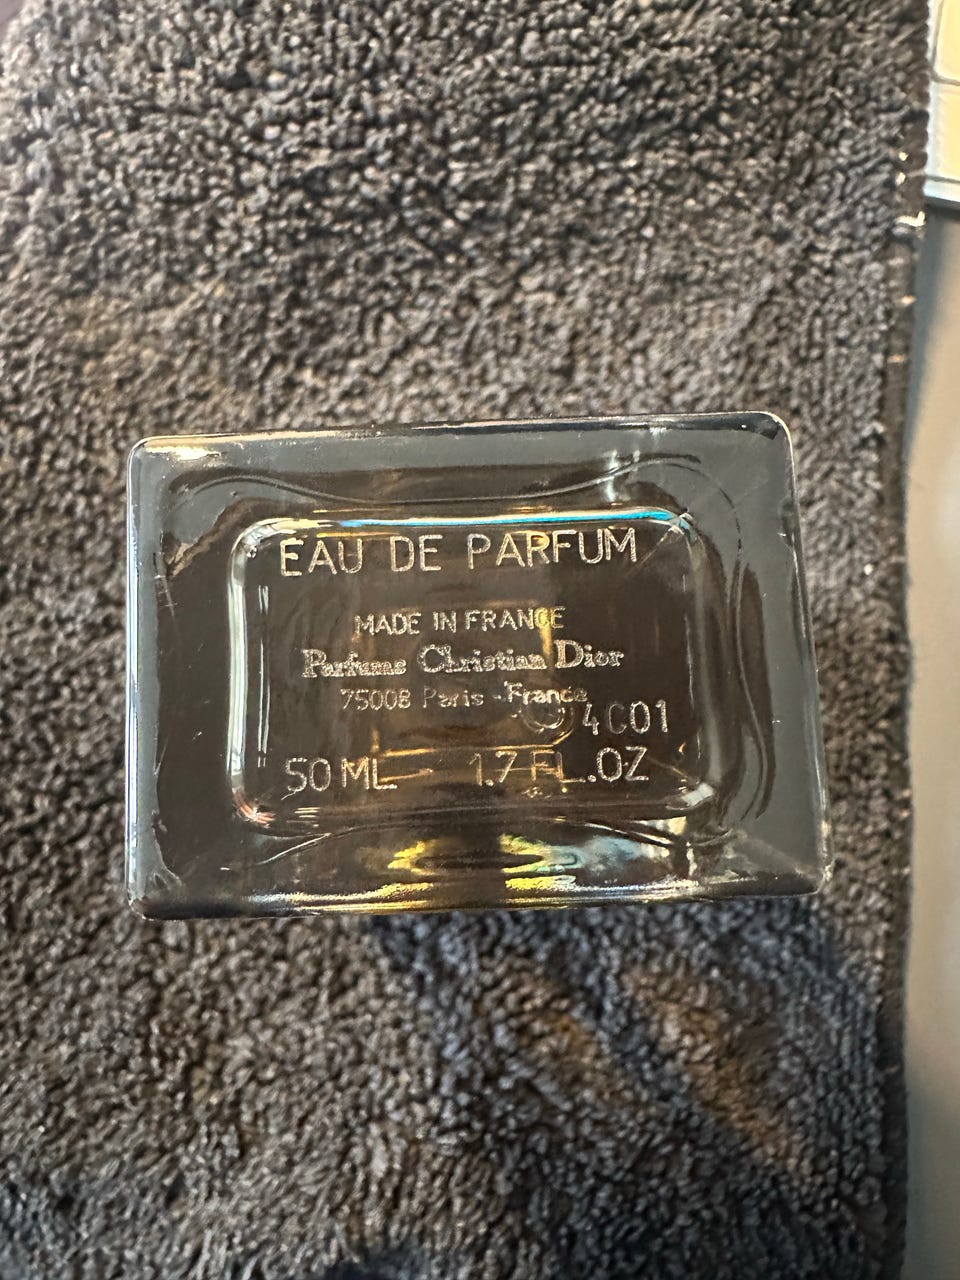 EAU DE PARFUM
MADE IN FRANCE
Parfums Christian Dior
75008 Paris - France
4C01
50 ML 1.7 FL.OZ